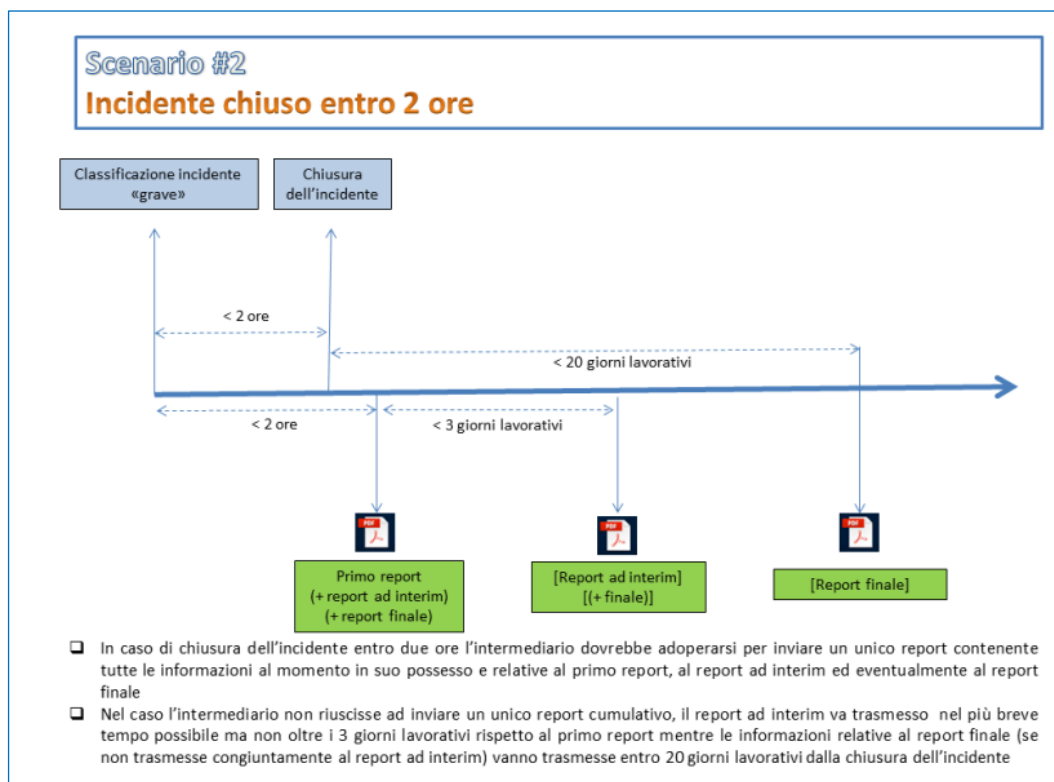 Scenario #2
Incidente chiuso entro 2 ore
Classificazione incidente
«grave»
Chiusura
dell'incidente
< 2 ore
< 20 giorni lavorativi
< 2 ore
< 3 giorni lavorativi
PDF
PDF
PDF
Primo report
(+ report ad interim)
(+ report finale)
[Report ad interim]
[(+ finale)]
[Report finale]
❑ In caso di chiusura dell'incidente entro due ore l'intermediario dovrebbe adoperarsi per inviare un unico report contenente
tutte le informazioni al momento in suo possesso e relative al primo report, al report ad interim ed eventualmente al report
finale
❑ Nel caso l'intermediario non riuscisse ad inviare un unico report cumulativo, il report ad interim va trasmesso nel più breve
tempo possibile ma non oltre i 3 giorni lavorativi rispetto al primo report mentre le informazioni relative al report finale (se
non trasmesse congiuntamente al report ad interim) vanno trasmesse entro 20 giorni lavorativi dalla chiusura dell'incidente